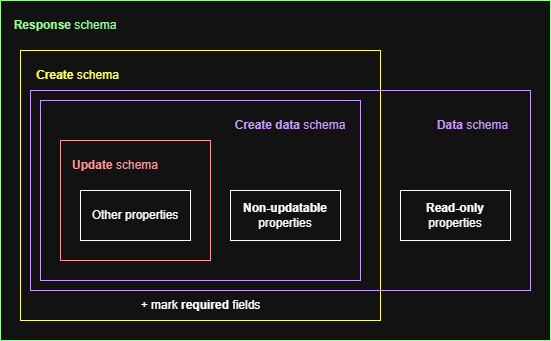 Response schema
Create schema
Create data schema
Data schema
Update schema
Other properties
Non-updatable
properties
Read-only
properties
+ mark required fields